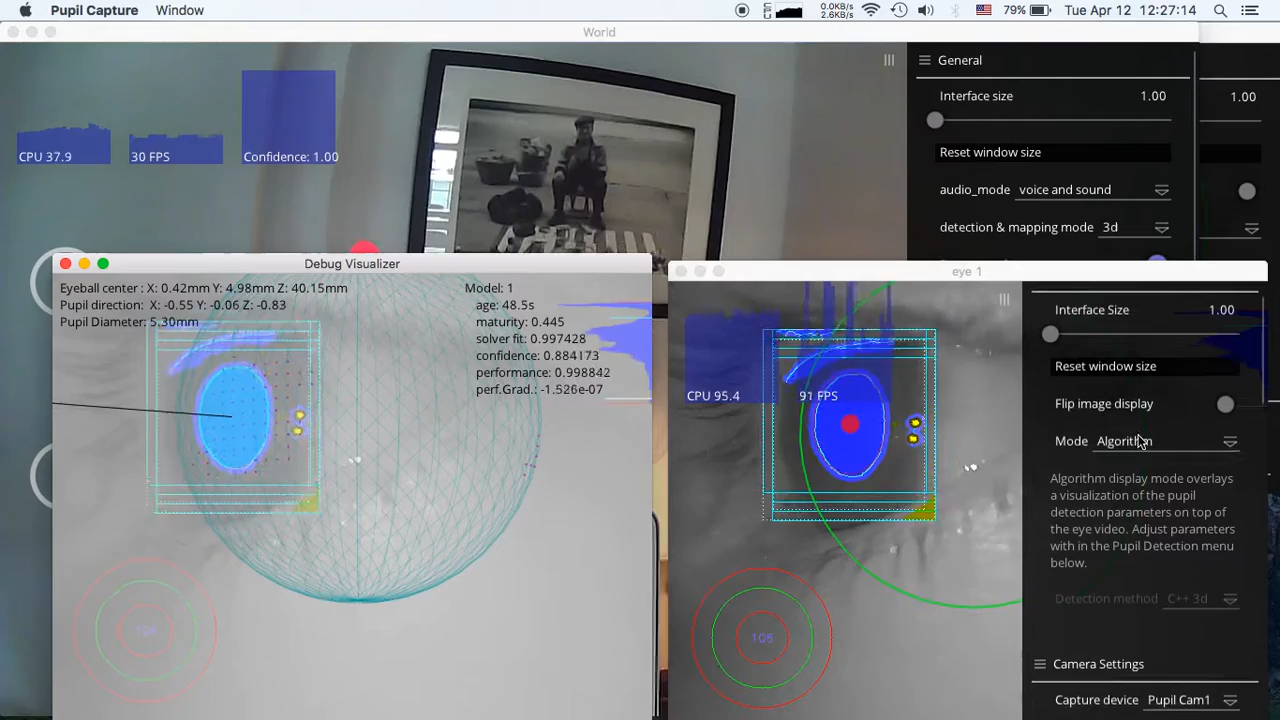 Pupil Capture Window
0.0KB/s
2.6KB/s
79% Tue Apr 12 12:27:14
World
CPU 37.9
30 FPS
Confidence: 1.00
General
Interface size 1.00
1.00
Reset window size
audio_mode voice and sound
detection & mapping mode 3d
Debug Visualizer
Eyeball center : X: 0.42mm Y: 4.98mm Z: 40.15mm
Pupil direction: X: -0.55 Y: -0.06 Z: -0.83
Pupil Diameter: 5.30mm
Model: 1
age: 48.5s
maturity: 0.445
solver fit: 0.997428
confidence: 0.884173
performance: 0.998842
perf.Grad.: -1.526e-07
eye 1
CPU 95.4
91 FPS
108
Interface Size 1.00
Reset window size
Flip image display
Mode Algorithm
Algorithm display mode overlays
a visualization of the pupil
detection parameters on top of
the eye video. Adjust parameters
with in the Pupil Detection menu
below.
Detection method C++ 3d
Camera Settings
Capture device Pupil Cam1